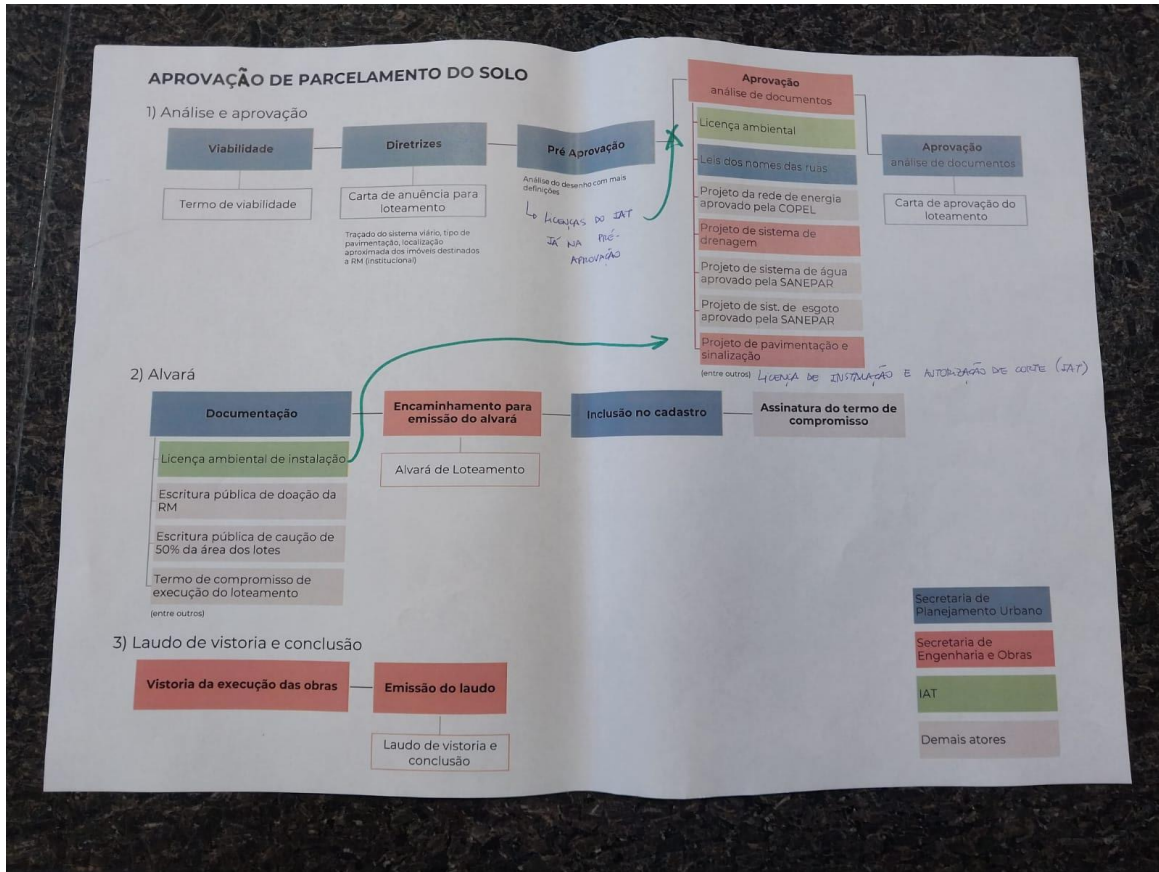 APROVAÇÃO DE PARCELAMENTO DO SOLO
1) Análise e aprovação
Viabilidade
Termo de viabilidade
Diretrizes
Carta de anuência para
loteamento
Traçado do sistema viário, tipo de
pavimentação, localização
aproximada dos imóveis destinados
a RM (institucional)
Pré Aprovação
Análise do desenho com mais
definições
LICENÇAS DO IAT
JÁ NA PRÉ-
APROVAÇÃO
Aprovação
análise de documentos
Licença ambiental
Leis dos nomes das ruas
Projeto da rede de energia
aprovado pela COPEL
Projeto de sistema de
drenagem
Projeto de sistema de água
aprovado pela SANEPAR
Projeto de sist. de esgoto
aprovado pela SANEPAR
Projeto de pavimentação e
sinalização
(entre outros) LICENÇA DE INSTALAÇÃO E AUTORIZAÇÃO DE CORTE (IAT)
Aprovação
análise de documentos
Carta de aprovação do
loteamento
2) Alvará
Documentação
Licença ambiental de instalação
Escritura pública de doação da
RM
Escritura pública de caução de
50% da área dos lotes
Termo de compromisso de
execução do loteamento
(entre outros)
Encaminhamento para
emissão do alvará
Alvará de Loteamento
Inclusão no cadastro
Assinatura do termo de
compromisso
3) Laudo de vistoria e conclusão
Vistoria da execução das obras
Emissão do laudo
Laudo de vistoria e
conclusão
Secretaria de
Planejamento Urbano
Secretaria de
Engenharia e Obras
IAT
Demais atores